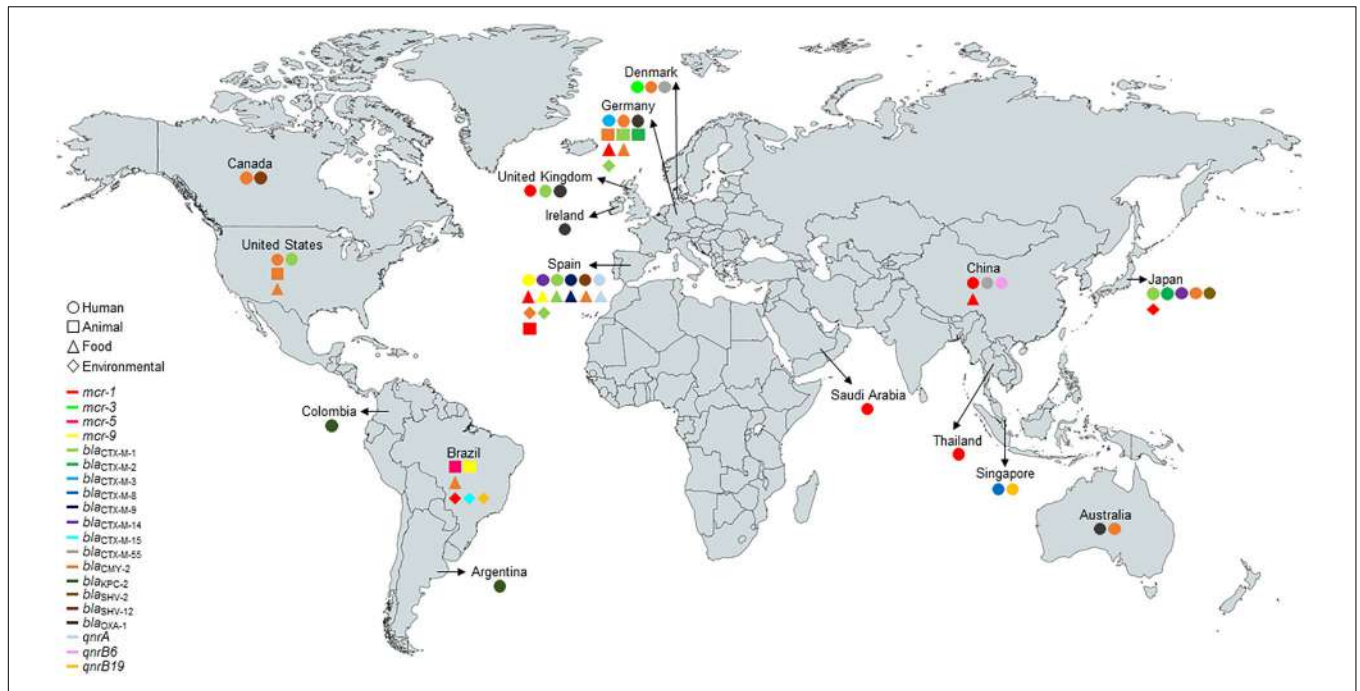 Denmark
Germany
Canada
United Kingdom
Ireland
United States
Spain
China
Japan
Human
Animal
Food
Environmental
Saudi Arabia
Colombia
Thailand
Brazil
Singapore
Australia
Argentina
mcr-1
mcr-3
mcr-5
mcr-9
blaCTX-M-1
blaCTX-M-2
blaCTX-M-3
blaCTX-M-8
blaCTX-M-9
blaCTX-M-14
blaCTX-M-15
blaCTX-M-55
blaCMY-2
blaKPC-2
blaSHV-2
blaSHV-12
blaOXA-1
qnrA
qnrB6
qnrB19